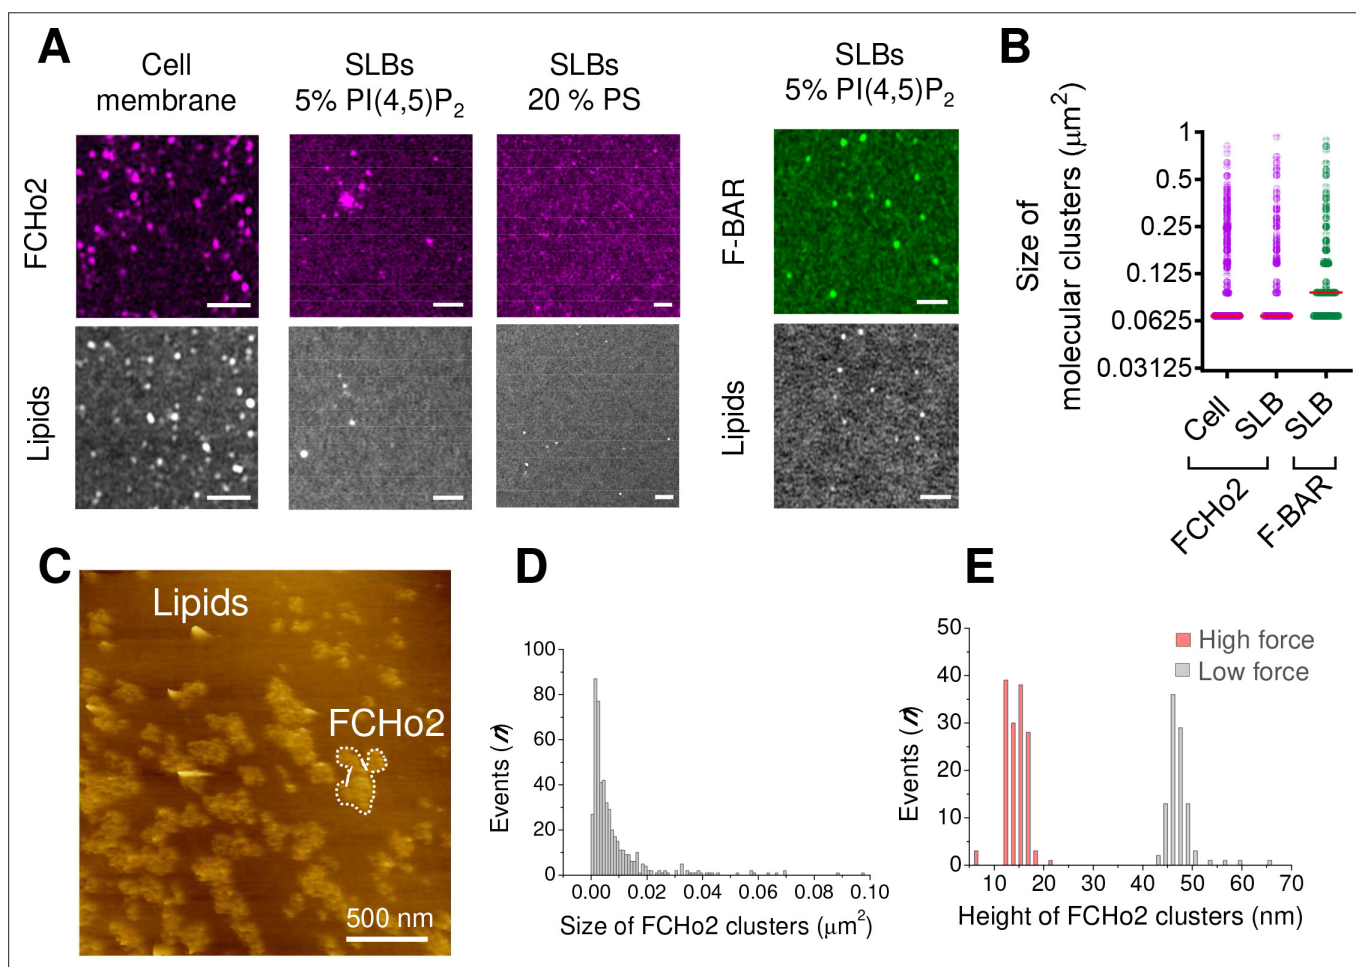 A
Cell
membrane
SLBs
5% PI(4,5)P2
SLBs
20 % PS
SLBs
5% PI(4,5)P2
FCHo2
Lipids
F-BAR
Lipids
B
Size of
molecular clusters (μm²)
1
0.5
0.25
0.125
0.0625
0.03125
Cell
SLB
SLB
FCHo2
F-BAR
C
Lipids
FCHo2
500 nm
D
Events (n)
100
80
60
40
20
0
0.00
0.02
0.04
0.06
0.08
0.10
Size of FCHo2 clusters (μm²)
E
High force
Low force
Events (n)
50
40
30
20
10
0
10
20
30
40
50
60
70
Height of FCHo2 clusters (nm)